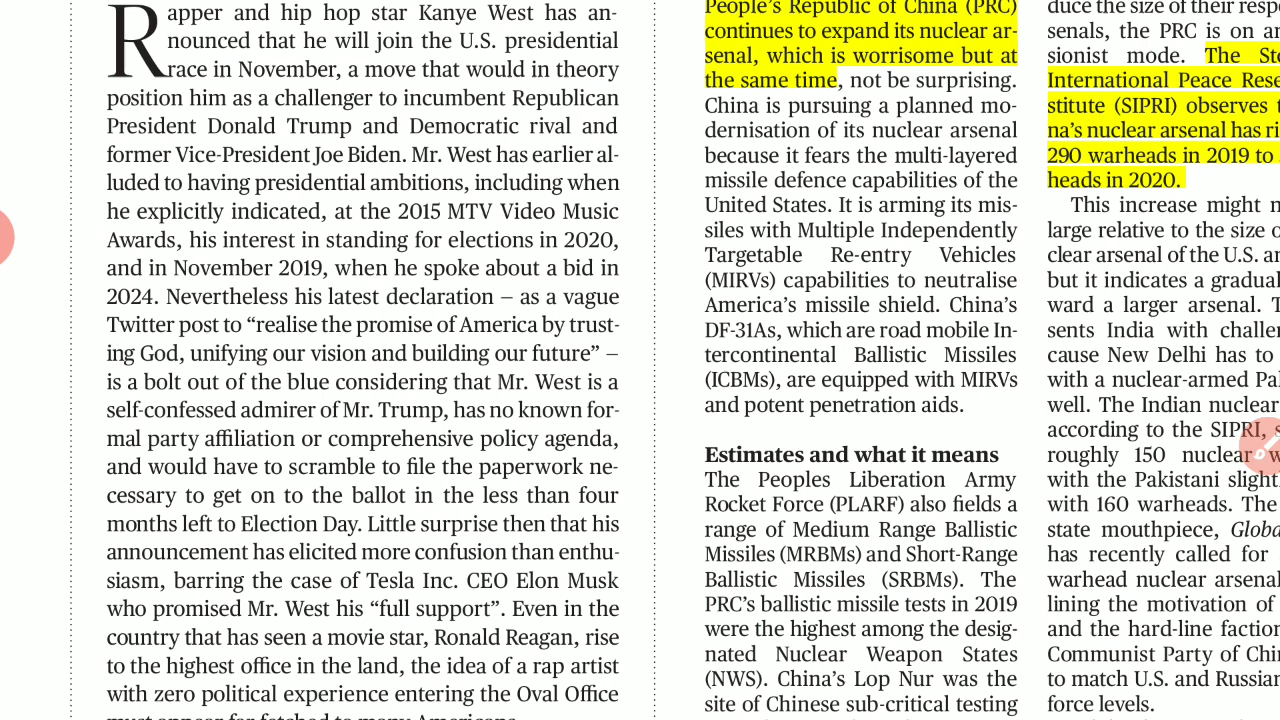 Rapper and hip hop star Kanye West has an-
nounced that he will join the U.S. presidential
race in November, a move that would in theory
position him as a challenger to incumbent Republican
President Donald Trump and Democratic rival and
former Vice-President Joe Biden. Mr. West has earlier al-
luded to having presidential ambitions, including when
he explicitly indicated, at the 2015 MTV Video Music
Awards, his interest in standing for elections in 2020,
and in November 2019, when he spoke about a bid in
2024. Nevertheless his latest declaration – as a vague
Twitter post to “realise the promise of America by trust-
ing God, unifying our vision and building our future” –
is a bolt out of the blue considering that Mr. West is a
self-confessed admirer of Mr. Trump, has no known for-
mal party affiliation or comprehensive policy agenda,
and would have to scramble to file the paperwork ne-
cessary to get on to the ballot in the less than four
months left to Election Day. Little surprise then that his
announcement has elicited more confusion than enthu-
siasm, barring the case of Tesla Inc. CEO Elon Musk
who promised Mr. West his “full support”. Even in the
country that has seen a movie star, Ronald Reagan, rise
to the highest office in the land, the idea of a rap artist
with zero political experience entering the Oval Office
must appear far fetched to many Americans.
People’s Republic of China (PRC)
continues to expand its nuclear ar-
senal, which is worrisome but at
the same time, not be surprising.
China is pursuing a planned mo-
dernisation of its nuclear arsenal
because it fears the multi-layered
missile defence capabilities of the
United States. It is arming its mis-
siles with Multiple Independently
Targetable Re-entry Vehicles
(MIRVs) capabilities to neutralise
America’s missile shield. China’s
DF-31As, which are road mobile In-
tercontinental Ballistic Missiles
(ICBMs), are equipped with MIRVs
and potent penetration aids.
Estimates and what it means
The Peoples Liberation Army
Rocket Force (PLARF) also fields a
range of Medium Range Ballistic
Missiles (MRBMs) and Short-Range
Ballistic Missiles (SRBMs). The
PRC’s ballistic missile tests in 2019
were the highest among the desig-
nated Nuclear Weapon States
(NWS). China’s Lop Nur was the
site of Chinese sub-critical testing
duce the size of their
senals, the PRC is on
sionist mode. The
International Peace
stitute (SIPRI) observes
na’s nuclear arsenal has
290 warheads in 2019 to
heads in 2020.
This increase might
large relative to the size
clear arsenal of the U.S.
but it indicates a gradual
ward a larger arsenal.
sents India with
cause New Delhi has to
with a nuclear-armed
well. The Indian nuclear
according to the SIPRI,
roughly 150 nuclear
with the Pakistani
with 160 warheads. The
state mouthpiece,
has recently called for
warhead nuclear arsenal
lining the motivation of
and the hard-line
Communist Party of
to match U.S. and
force levels.